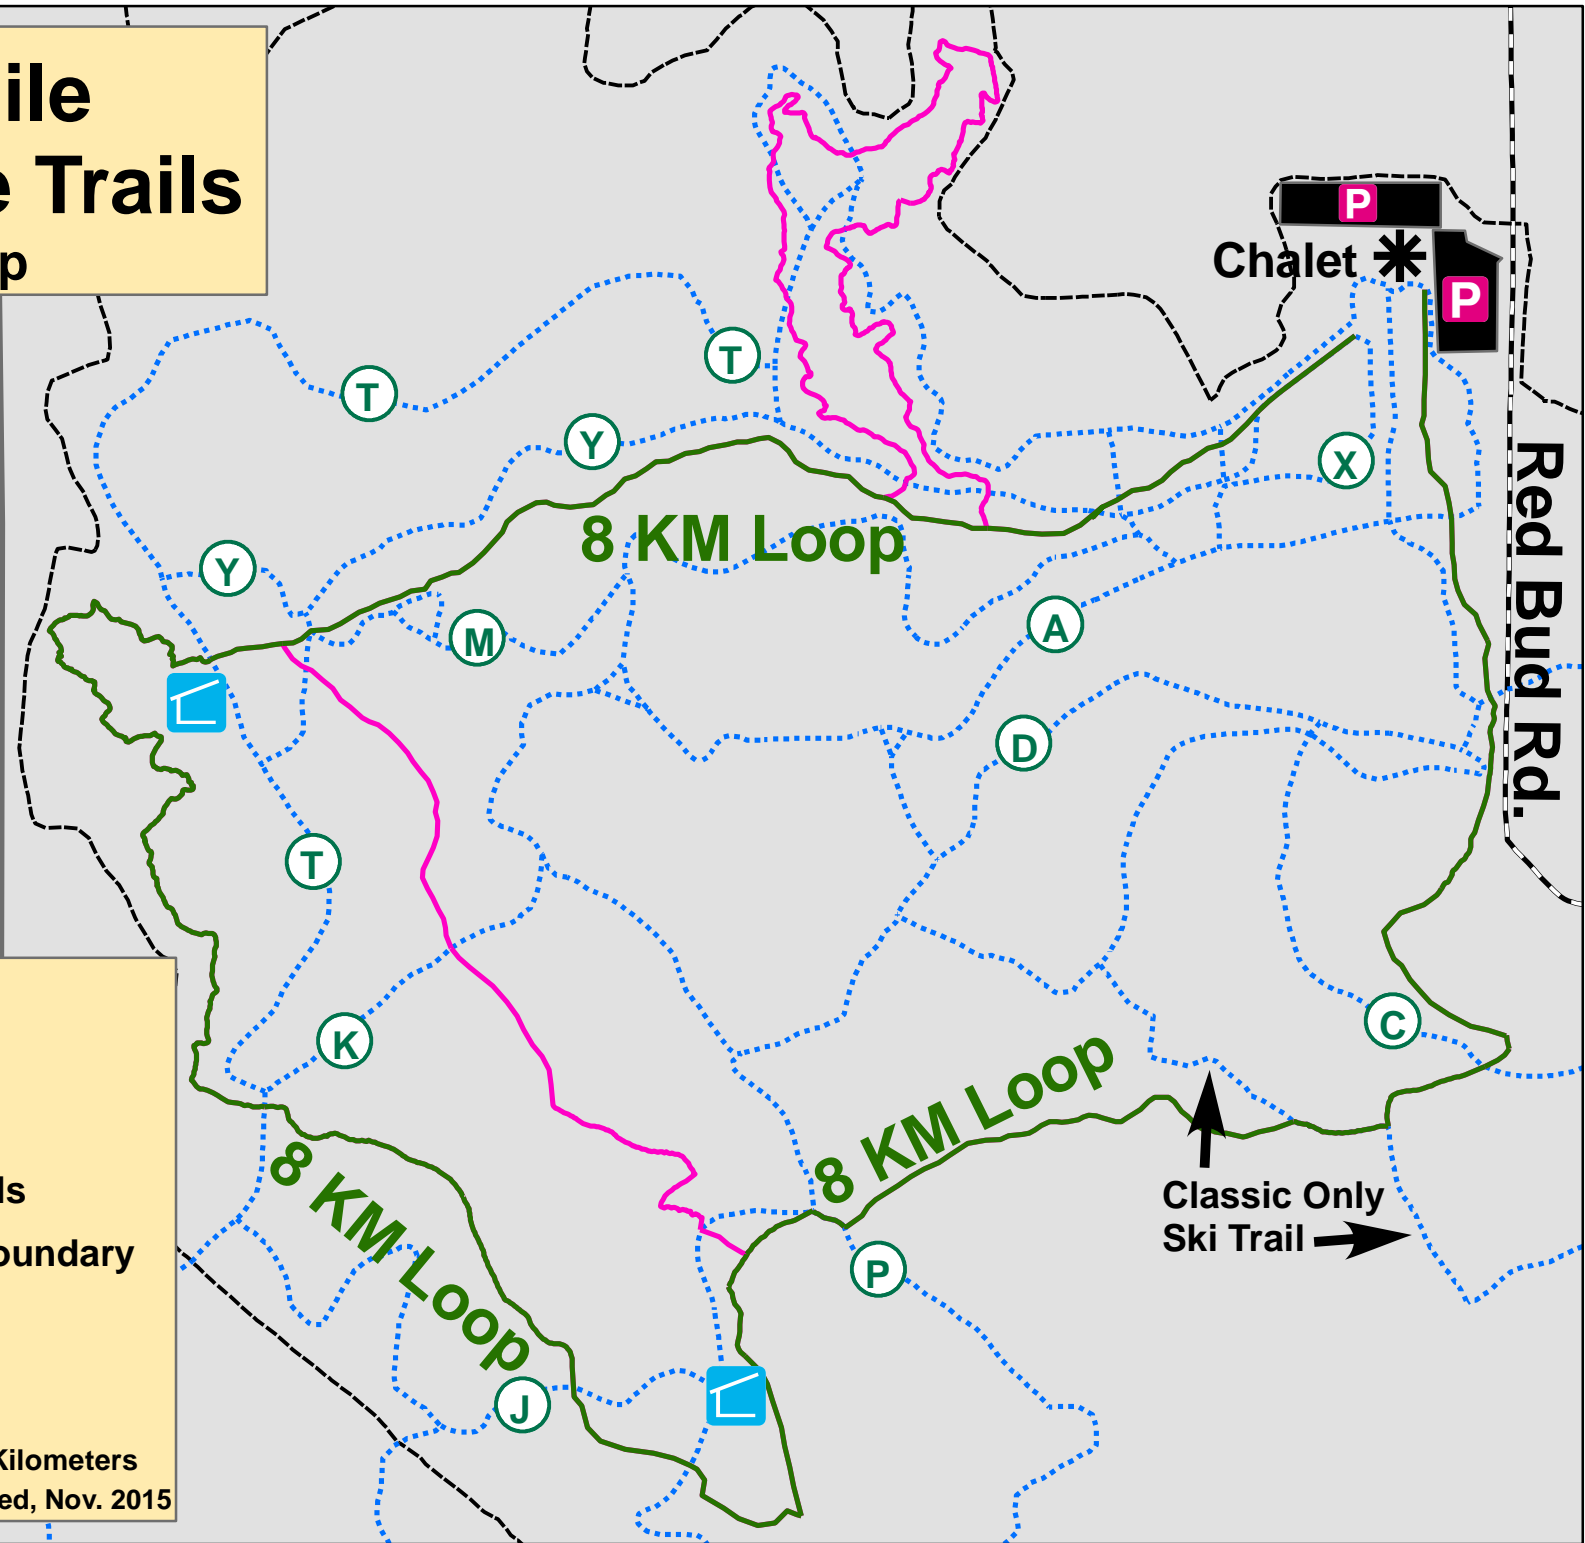 ile
e Trails
p
P
Chalet
P
T
T
Y
X
8 KM Loop
Red Bud Rd.
Y
M
A
D
T
K
C
8 KM Loop
8 KM Loop
ls
Classic Only
Ski Trail
oundary
P
J
Kilometers
ed, Nov. 2015